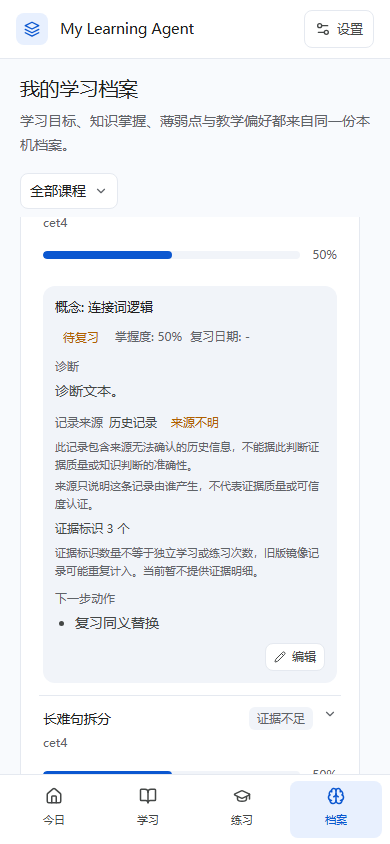 My Learning Agent
设置
我的学习档案
学习目标、知识掌握、薄弱点与教学偏好都来自同一份本
机档案。
全部课程
cet4
50%
概念: 连接词逻辑
待复习 掌握度: 50% 复习日期: -
诊断
诊断文本。
记录来源 历史记录 来源不明
此记录包含来源无法确认的历史信息，不能据此判断证
据质量或知识判断的准确性。
来源只说明这条记录由谁产生，不代表证据质量或可信
度认证。
证据标识 3 个
证据标识数量不等于独立学习或练习次数，旧版镜像记
录可能重复计入。当前暂不提供证据明细。
下一步动作
• 复习同义替换
编辑
长难句拆分 证据不足
cet4
50%
今日
学习
练习
档案